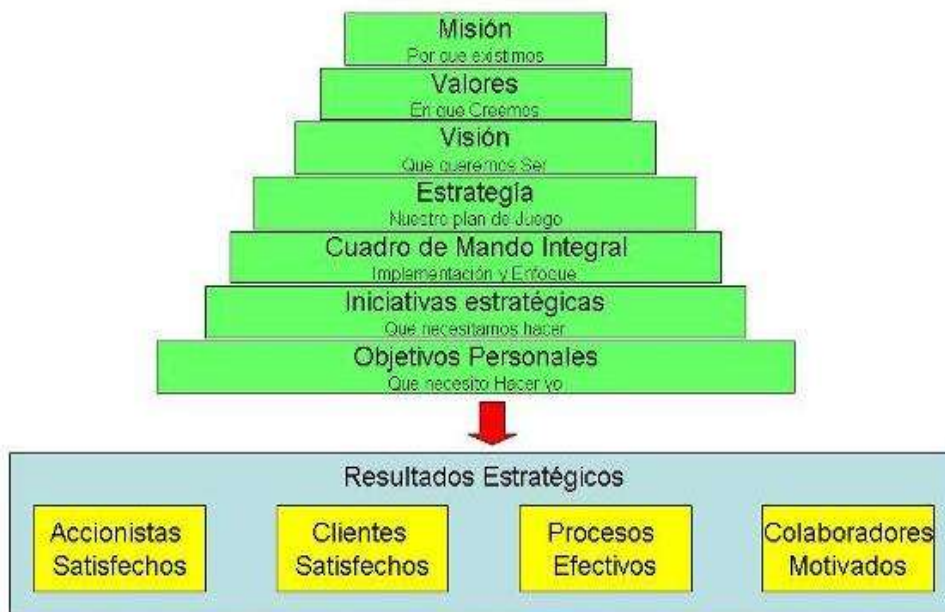 Misión
Por que existimos
Valores
En que Creemos
Visión
Que queremos Ser
Estrategía
Nuestro plan de Juego
Cuadro de Mando Integral
Implementación y Enfoque
Iniciativas estratégicas
Que necesitamos hacer
Objetivos Personales
Que necesito Hacer yo
Resultados Estratégicos
Accionistas
Satisfechos
Clientes
Satisfechos
Procesos
Efectivos
Colaboradores
Motivados